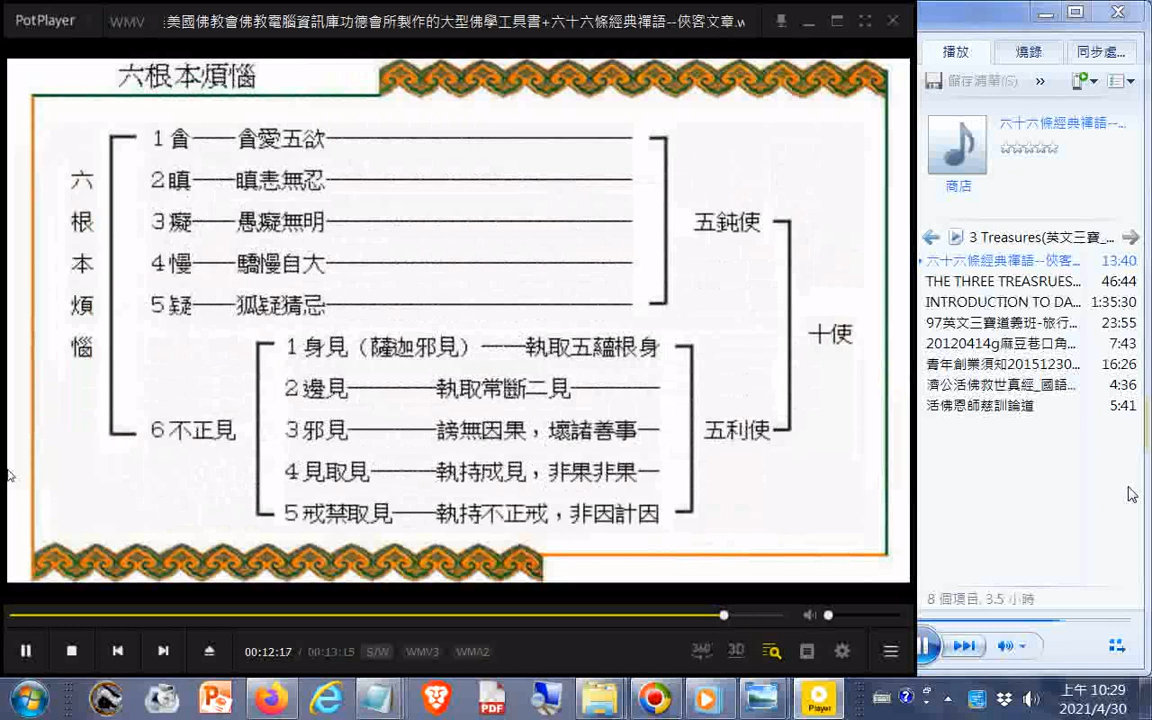 PotPlayer
WMV
:美國佛教會佛教電腦資訊庫功德會所製作的大型佛學工具書+六十六條經典禪語--俠客文章.w
六根本煩惱
六根本煩惱
1貪——貪愛五欲
2瞋——瞋恚無忍
3癡——愚癡無明
4慢——驕慢自大
5疑——狐疑猜忌
五鈍使
6不正見
1身見（薩迦邪見）——執取五蘊根身
2邊見——執取常斷二見
3邪見——謗無因果，壞諸善事
4見取見——執持成見，非果非果
5戒禁取見——執持不正戒，非因計因
五利使
十使
00:12:17 / 00:13:15 S/W WMV3 WMA2
360° 3D
播放 燒錄 同步處...
儲存清單(S) »
六十六條經典禪語--...
商店
3 Treasures(英文三寶_...
六十六條經典禪語--俠客... 13:40
THE THREE TREASRUES... 46:44
INTRODUCTION TO DA... 1:35:30
97英文三寶道義班-旅行... 23:55
20120414g麻豆巷口角... 7:43
青年創業須知20151230... 16:26
濟公活佛救世真經_國語... 4:36
活佛恩師慈訓論道 5:41
8 個項目, 3.5 小時
PDF
Player
上午 10:29
2021/4/30